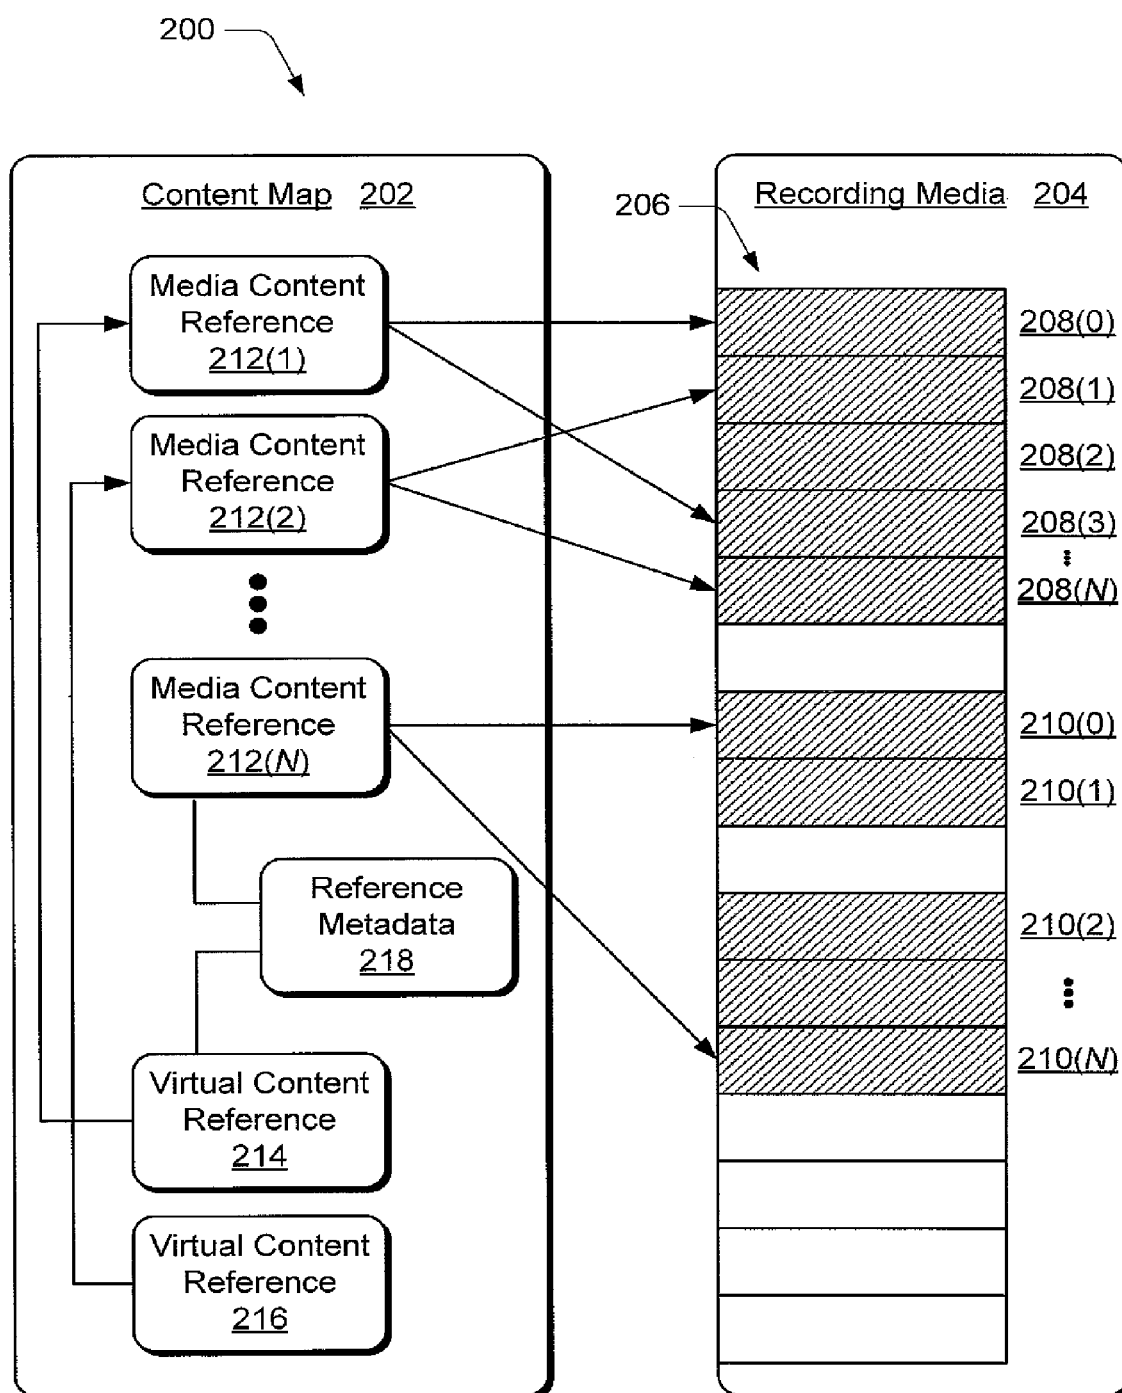 200
Content Map 202
Media Content
Reference
212(1)
Media Content
Reference
212(2)
Media Content
Reference
212(N)
Reference
Metadata
218
Virtual Content
Reference
214
Virtual Content
Reference
216
206
Recording Media 204
208(0)
208(1)
208(2)
208(3)
208(N)
210(0)
210(1)
210(2)
210(N)